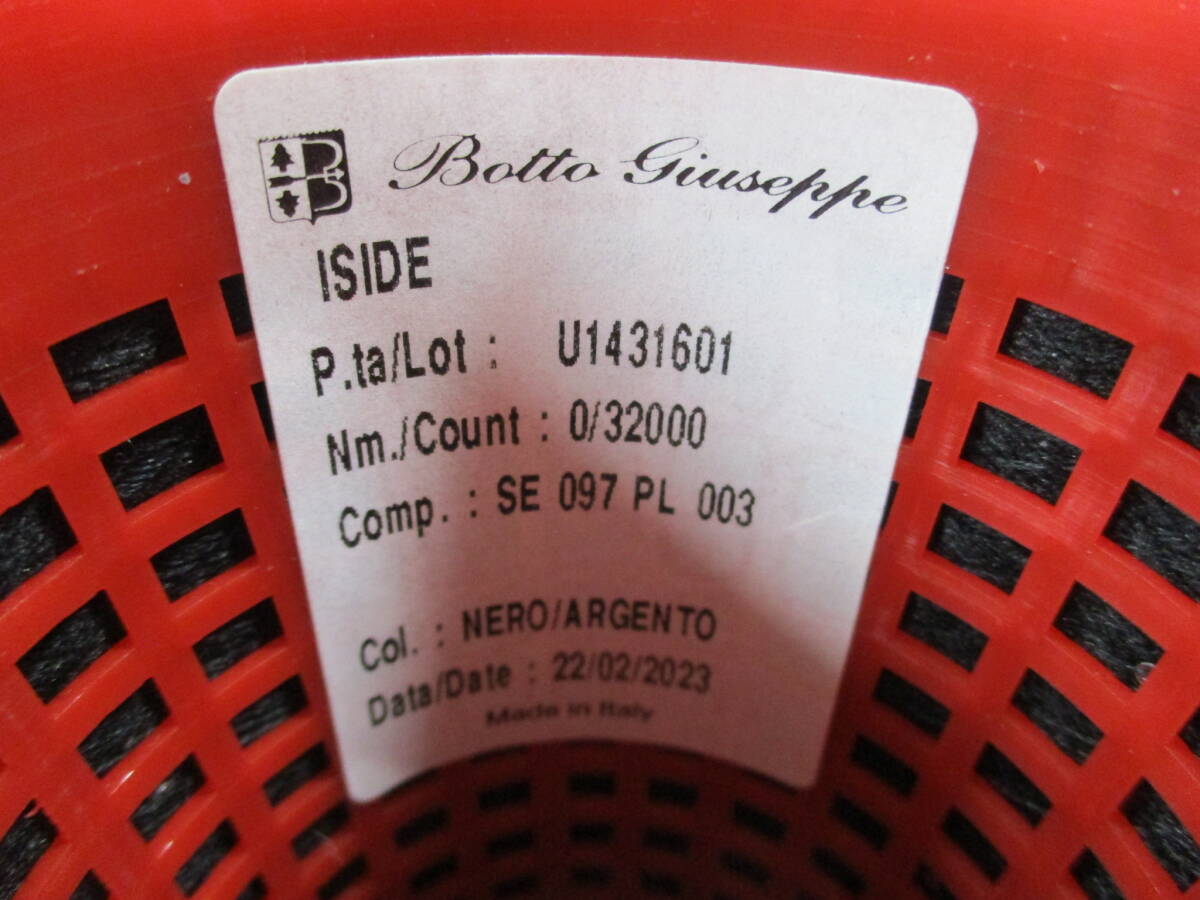 Botto Giuseppe
ISIDE
P.ta/Lot : U1431601
Nm./Count : 0/32000
Comp. : SE 097 PL 003
Col. : NERO/ARGENTO
Data/Date : 22/02/2023
Made in Italy